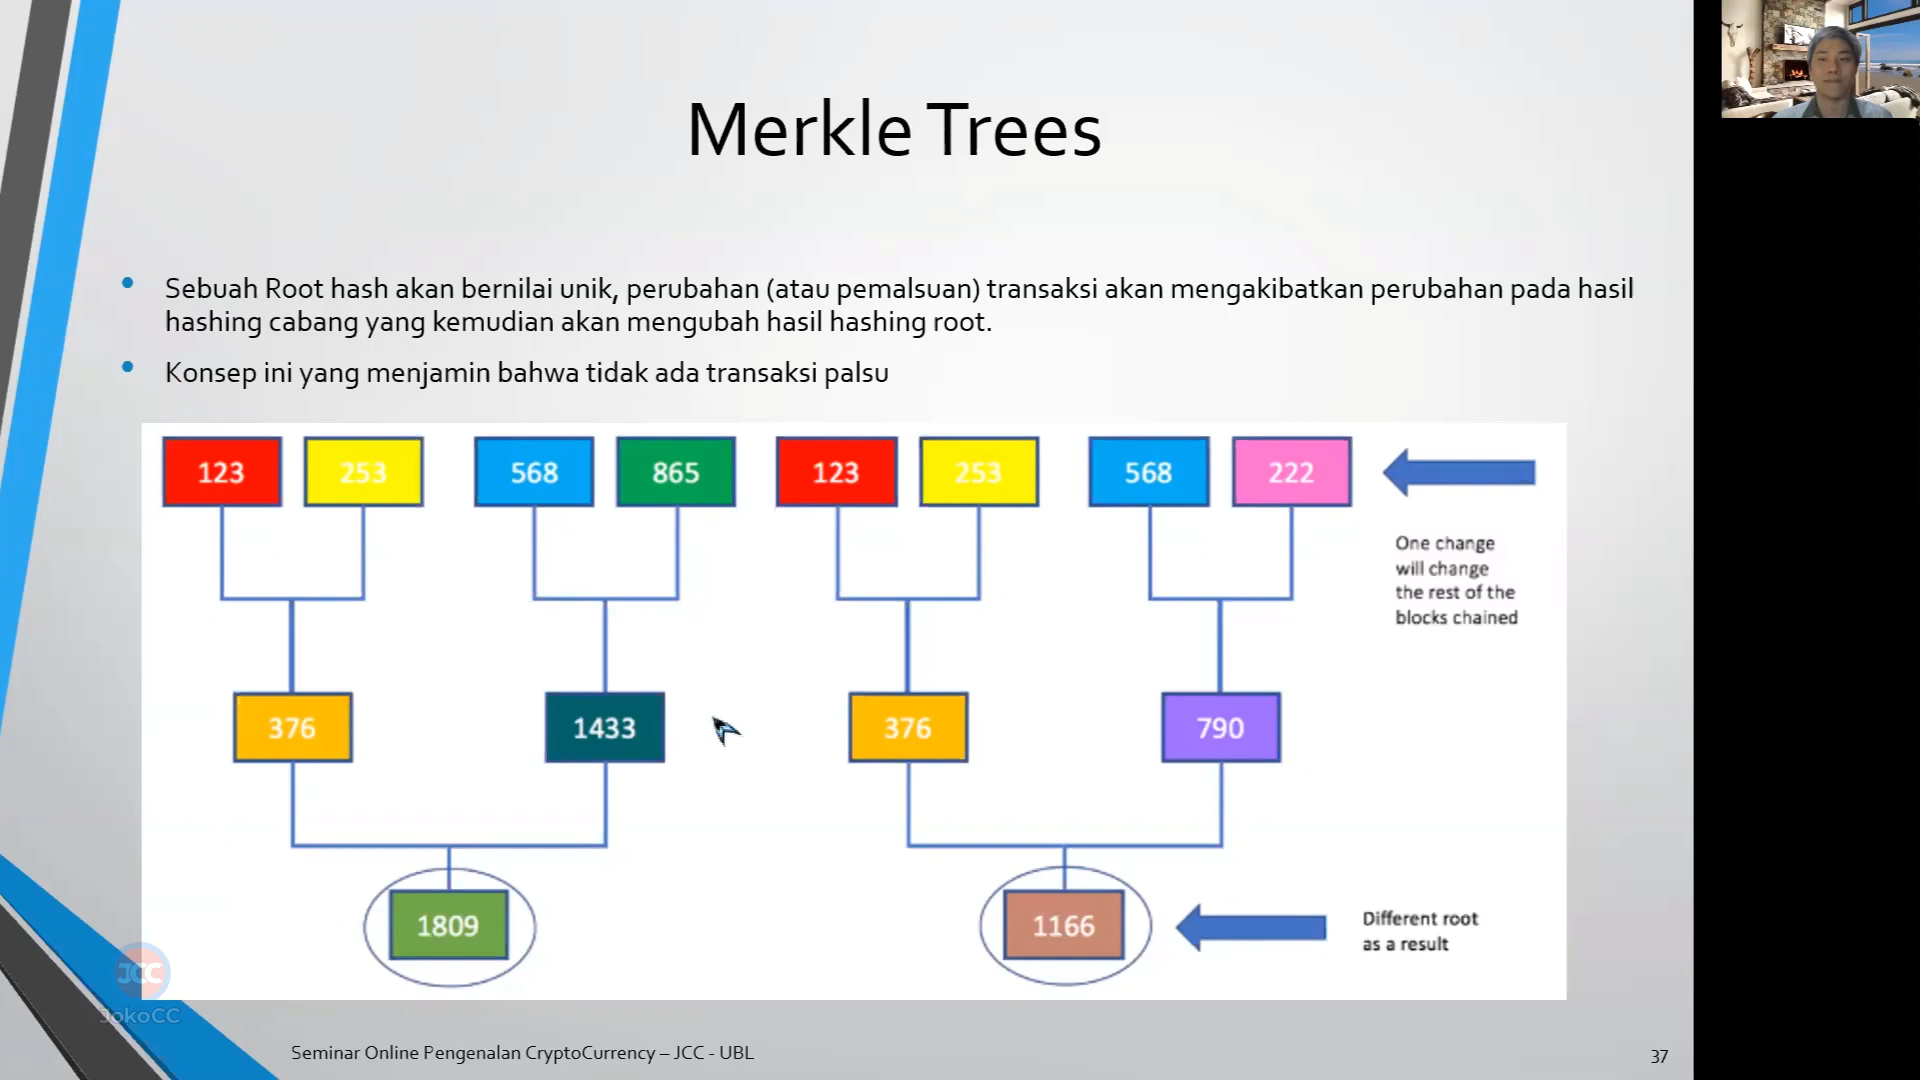 Merkle Trees
Sebuah Root hash akan bernilai unik, perubahan (atau pemalsuan) transaksi akan mengakibatkan perubahan pada hasil
hashing cabang yang kemudian akan mengubah hasil hashing root.
Konsep ini yang menjamin bahwa tidak ada transaksi palsu
123 253 568 865 123 253 568 222
One change
will change
the rest of the
blocks chained
376 1433 376 790
1809 1166
Different root
as a result
JCC
JokoCC
Seminar Online Pengenalan CryptoCurrency – JCC - UBL
37